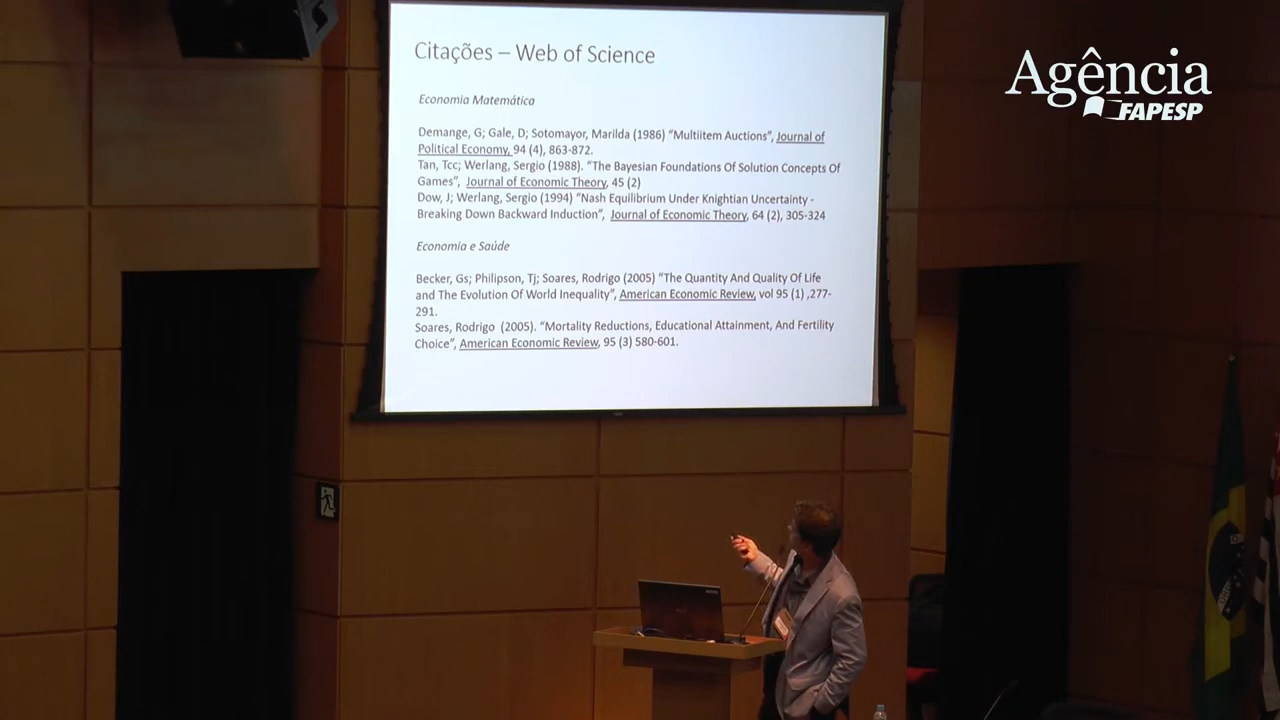 Citações – Web of Science
Agência
FAPESP
Economia Matemática
Demange, G; Gale, D; Sotomayor, Marilda (1986) “Multiitem Auctions”, Journal of
Political Economy, 94 (4), 863-872.
Tan, Tcc; Werlang, Sergio (1988). “The Bayesian Foundations Of Solution Concepts Of
Games”, Journal of Economic Theory, 45 (2)
Dow, J; Werlang, Sergio (1994) “Nash Equilibrium Under Knightian Uncertainty -
Breaking Down Backward Induction”, Journal of Economic Theory, 64 (2), 305-324
Economia e Saúde
Becker, Gs; Philipson, Tj; Soares, Rodrigo (2005) “The Quantity And Quality Of Life
and The Evolution Of World Inequality”, American Economic Review, vol 95 (1) ,277-
291.
Soares, Rodrigo (2005). “Mortality Reductions, Educational Attainment, And Fertility
Choice”, American Economic Review, 95 (3) 580-601.